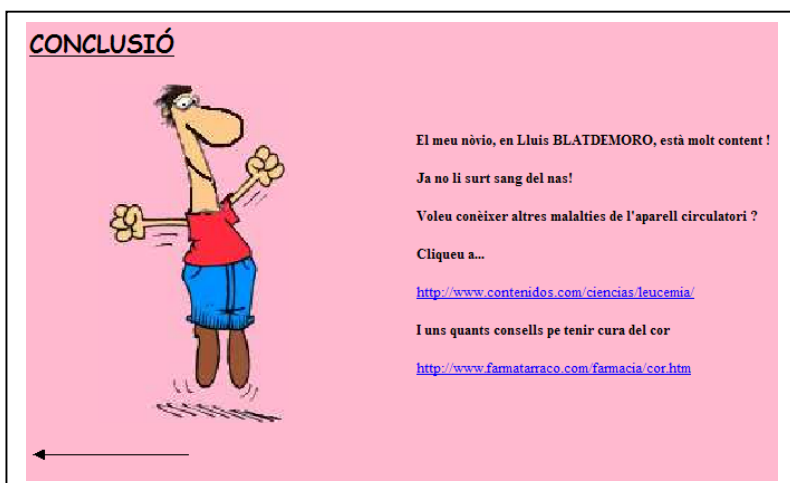 CONCLUSIÓ
El meu nòvio, en Lluis BLATDEMORO, està molt content !
Ja no li surt sang del nas!
Voleu conèixer altres malalties de l'aparell circulatori ?
Cliqueu a...
http://www.contenidos.com/ciencias/leucemia/
I uns quants consells pe tenir cura del cor
http://www.farmatarraco.com/farmacia/cor.htm